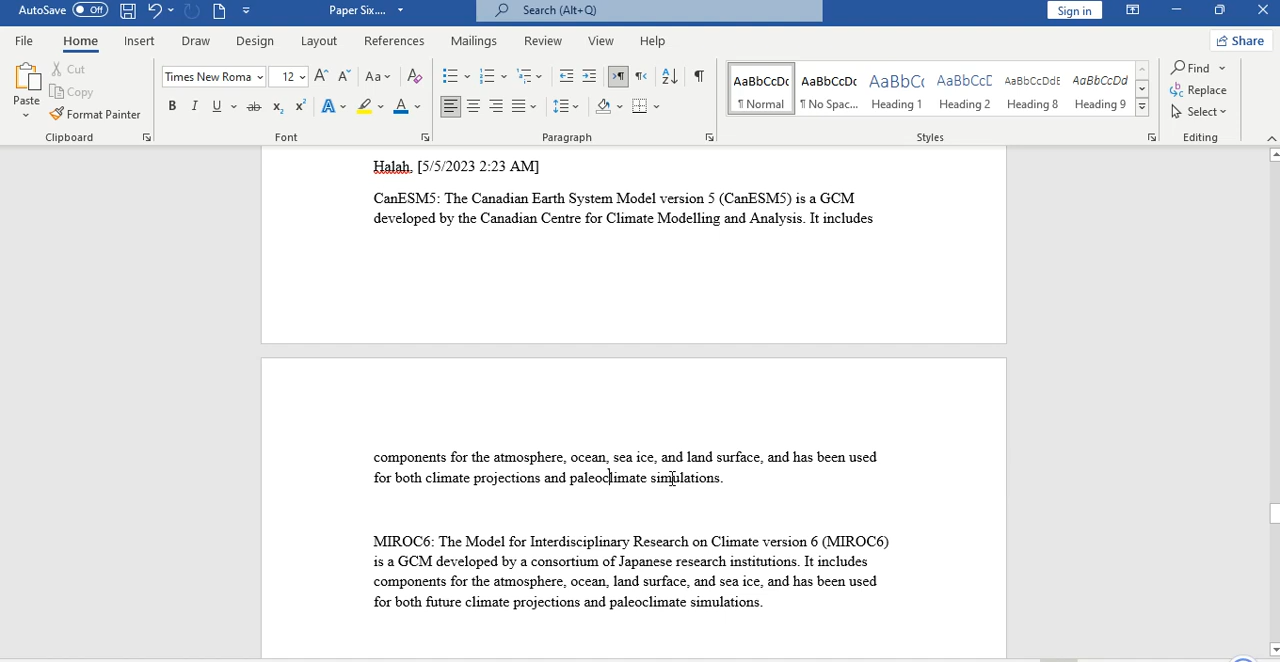 AutoSave Off Paper Six.... Search (Alt+Q) Sign in
File Home Insert Draw Design Layout References Mailings Review View Help Share
Paste Cut Copy Format Painter
Times New Roma 12 A A Aa A
B I U ab x₂ x² A A
AaBbCcDc AaBbCcDc AaBbC( AaBbCcD AaBbCcDdE AaBbCcDd
¶ Normal ¶ No Spac... Heading 1 Heading 2 Heading 8 Heading 9
Find Replace Select
Clipboard Font Paragraph Styles Editing
Halah, [5/5/2023 2:23 AM]
CanESM5: The Canadian Earth System Model version 5 (CanESM5) is a GCM
developed by the Canadian Centre for Climate Modelling and Analysis. It includes
components for the atmosphere, ocean, sea ice, and land surface, and has been used
for both climate projections and paleoclimate simulations.
MIROC6: The Model for Interdisciplinary Research on Climate version 6 (MIROC6)
is a GCM developed by a consortium of Japanese research institutions. It includes
components for the atmosphere, ocean, land surface, and sea ice, and has been used
for both future climate projections and paleoclimate simulations.